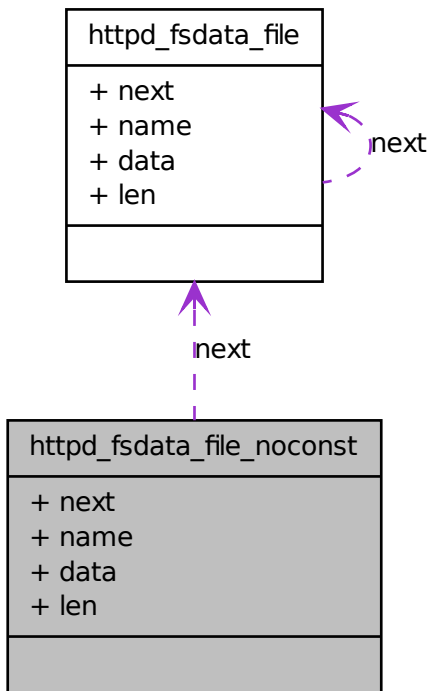 httpd_fsdata_file
+ next
+ name
+ data
+ len
next
next
httpd_fsdata_file_noconst
+ next
+ name
+ data
+ len